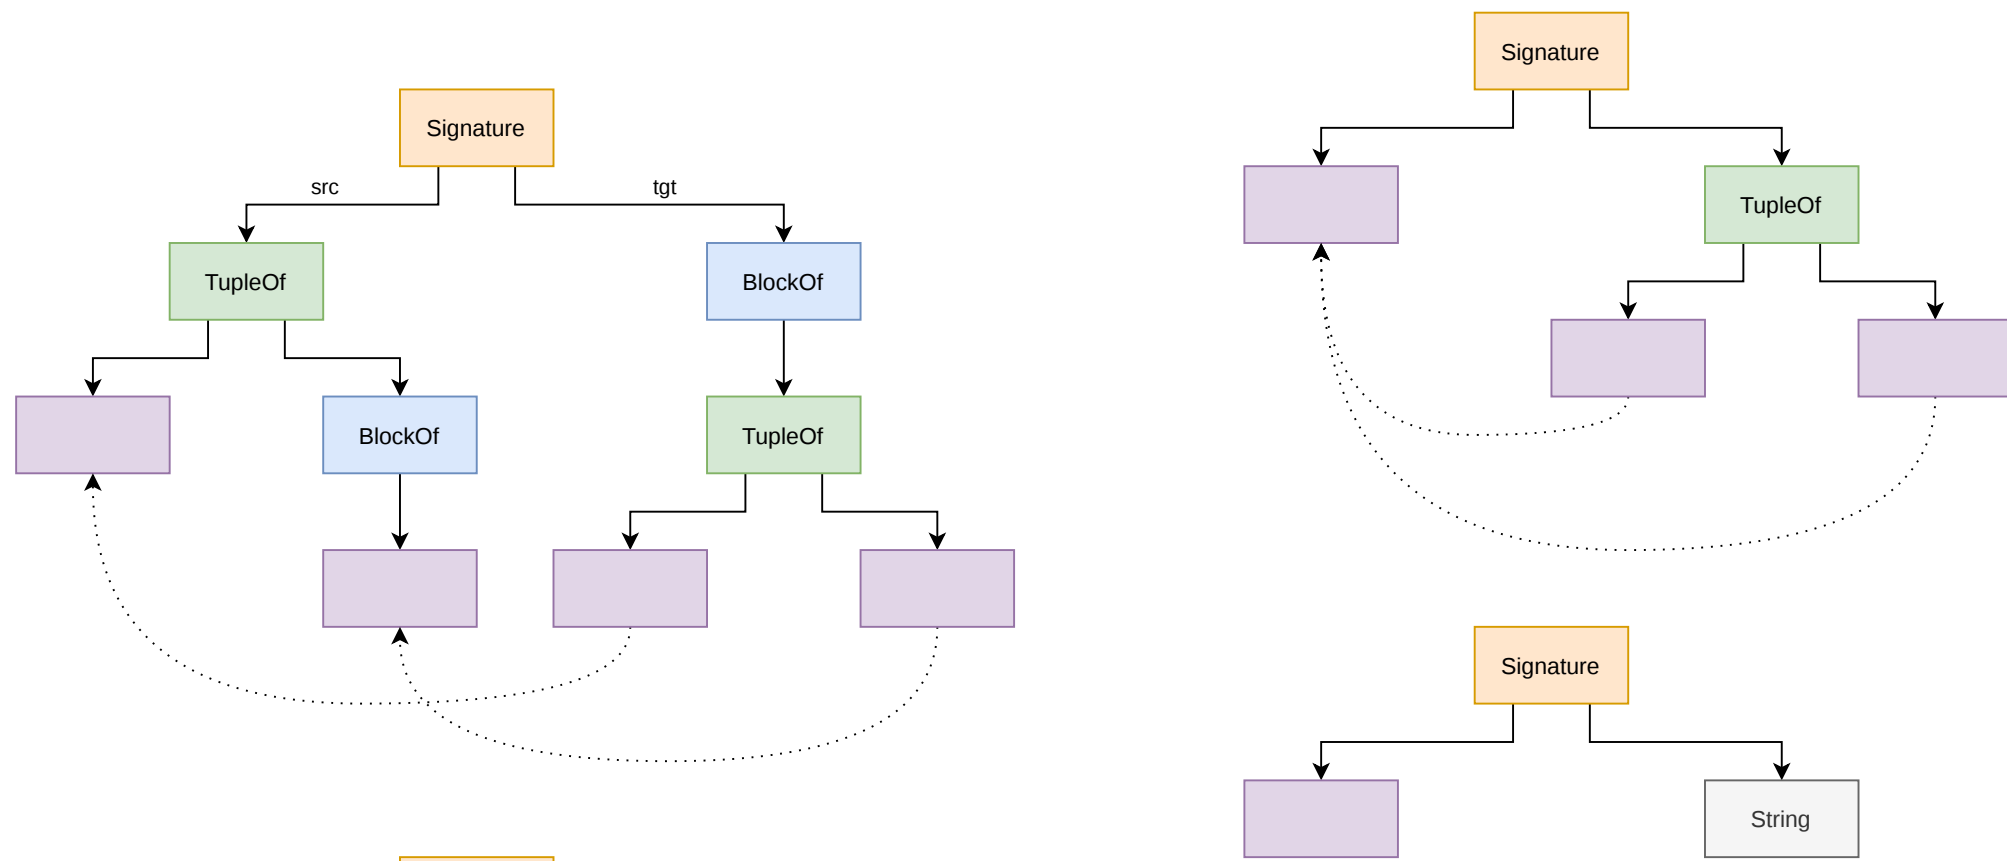 Signature
src
tgt
TupleOf
BlockOf
BlockOf
TupleOf
Signature
TupleOf
Signature
String